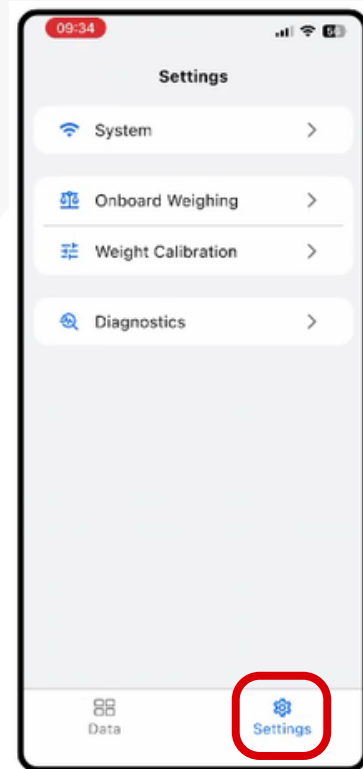 09:34
Settings
System
Onboard Weighing
Weight Calibration
Diagnostics
Data
Settings